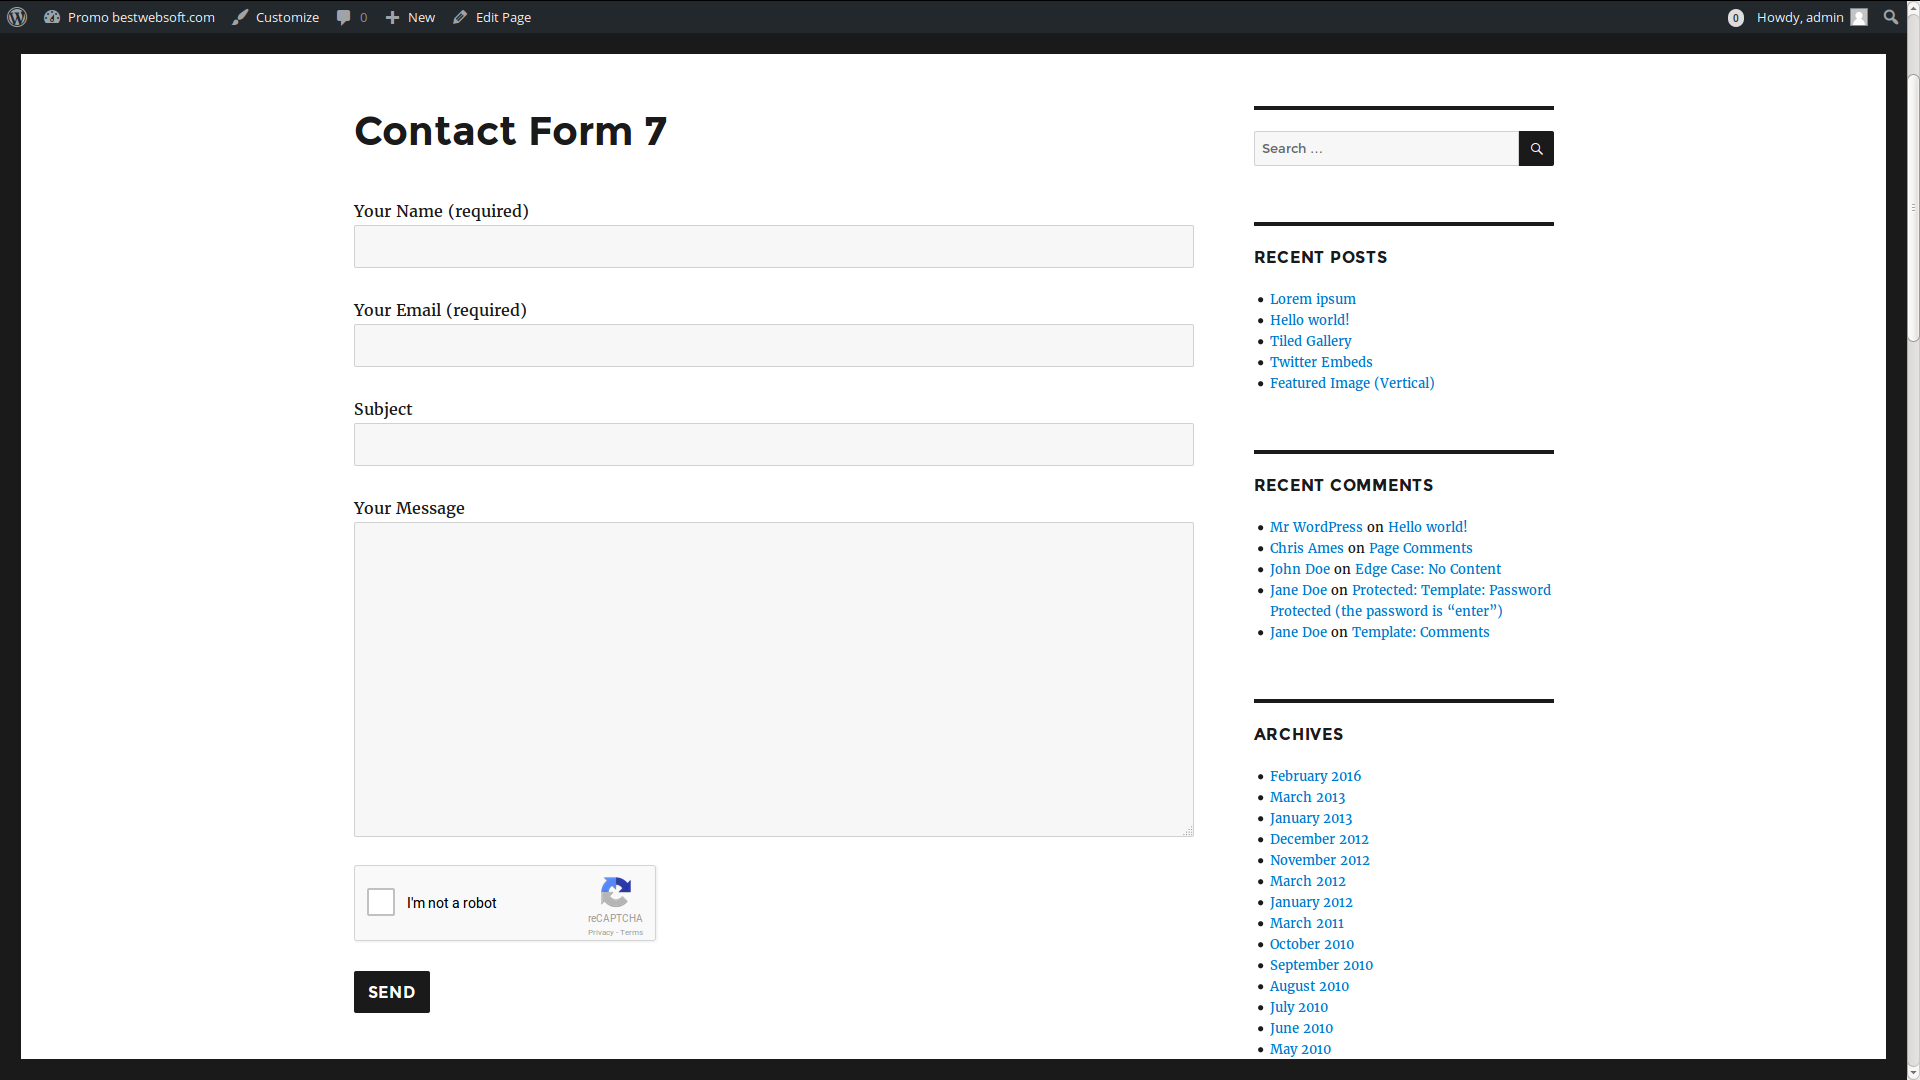 Promo bestwebsoft.com Customize 0 New Edit Page 0 Howdy, admin
Contact Form 7
Your Name (required)
Your Email (required)
Subject
Your Message
I'm not a robot
reCAPTCHA
Privacy - Terms
SEND
Search …
RECENT POSTS
Lorem ipsum
Hello world!
Tiled Gallery
Twitter Embeds
Featured Image (Vertical)
RECENT COMMENTS
Mr WordPress on Hello world!
Chris Ames on Page Comments
John Doe on Edge Case: No Content
Jane Doe on Protected: Template: Password
Protected (the password is “enter”)
Jane Doe on Template: Comments
ARCHIVES
February 2016
March 2013
January 2013
December 2012
November 2012
March 2012
January 2012
March 2011
October 2010
September 2010
August 2010
July 2010
June 2010
May 2010